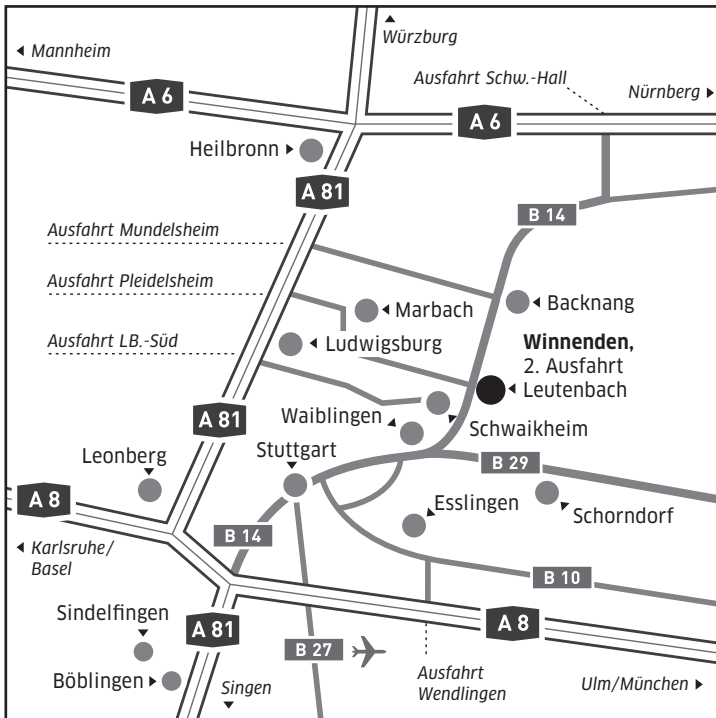 Mannheim
Würzburg
Ausfahrt Schw.-Hall
Nürnberg
A 6
A 6
Heilbronn
A 81
B 14
Ausfahrt Mundelsheim
Ausfahrt Pleidelsheim
Marbach
Backnang
Ausfahrt LB.-Süd
Ludwigsburg
Winnenden,
2. Ausfahrt
Leutenbach
A 81
Waiblingen
Schwaikheim
Leonberg
Stuttgart
B 29
A 8
Esslingen
Schorndorf
B 14
Karlsruhe/
Basel
B 10
Sindelfingen
A 81
A 8
B 27
Böblingen
Singen
Ausfahrt
Wendlingen
Ulm/München